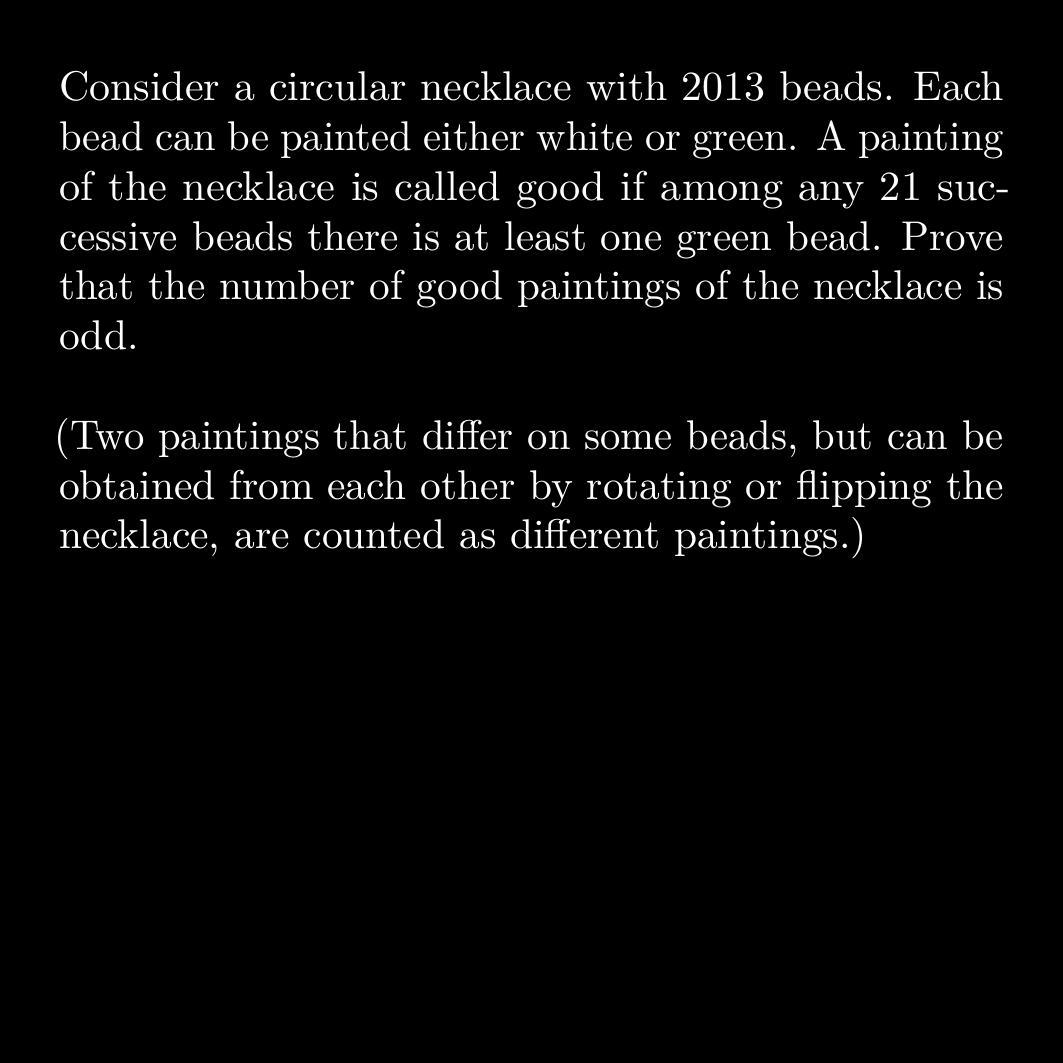 Consider a circular necklace with 2013 beads. Each
bead can be painted either white or green. A painting
of the necklace is called good if among any 21 suc-
cessive beads there is at least one green bead. Prove
that the number of good paintings of the necklace is
odd.
(Two paintings that differ on some beads, but can be
obtained from each other by rotating or flipping the
necklace, are counted as different paintings.)